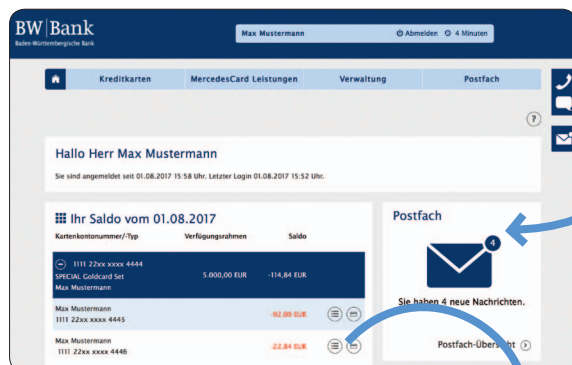 BW Bank
Baden-Württembergische Bank
Max Mustermann
Abmelden 4 Minuten
Kreditkarten MercedesCard Leistungen Verwaltung Postfach
?
Hallo Herr Max Mustermann
Sie sind angemeldet seit 01.08.2017 15:58 Uhr. Letzter Login 01.08.2017 15:52 Uhr.
Ihr Saldo vom 01.08.2017
Kartenkontonummer/-Typ Verfügungsrahmen Saldo
1111 22xx xxxx 4444
SPECIAL Goldcard Set 5.000,00 EUR -114,84 EUR
Max Mustermann
Max Mustermann
1111 22xx xxxx 4445 -92,00 EUR
Max Mustermann
1111 22xx xxxx 4446 -22,84 EUR
Postfach
4
Sie haben 4 neue Nachrichten.
Postfach-Übersicht